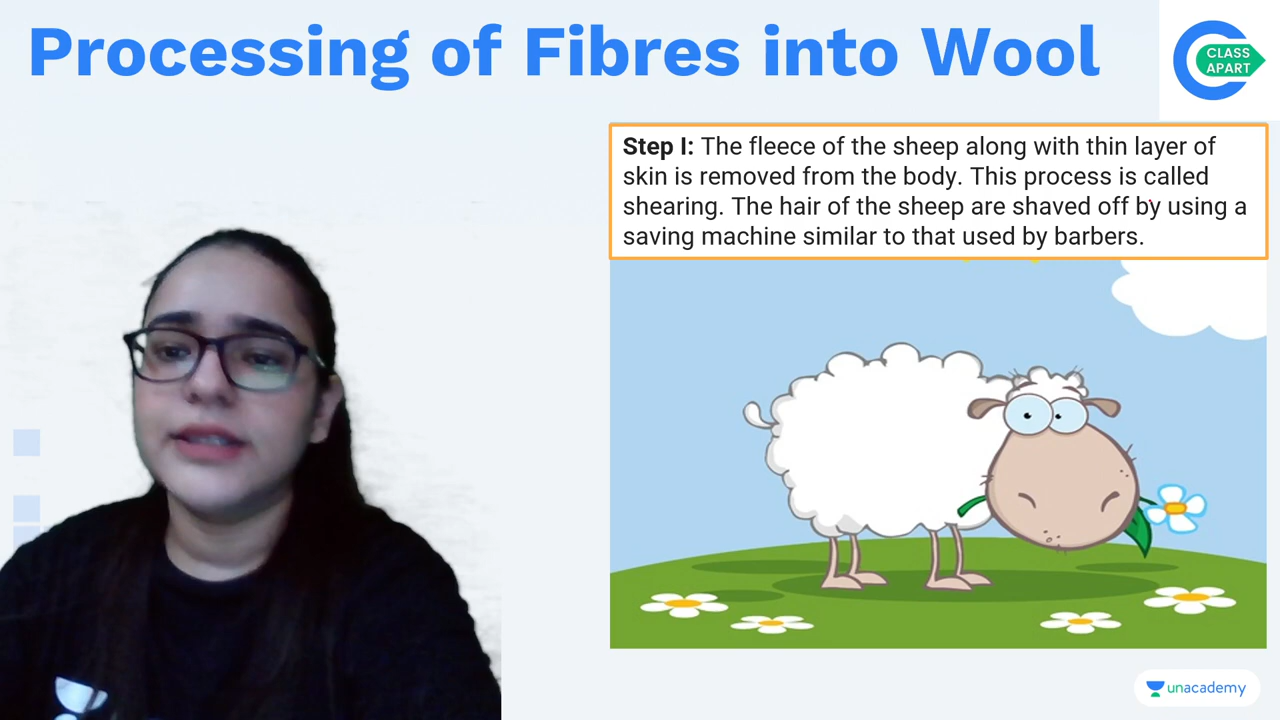 Processing of Fibres into Wool
CLASS
APART
Step I: The fleece of the sheep along with thin layer of
skin is removed from the body. This process is called
shearing. The hair of the sheep are shaved off by using a
saving machine similar to that used by barbers.
unacademy